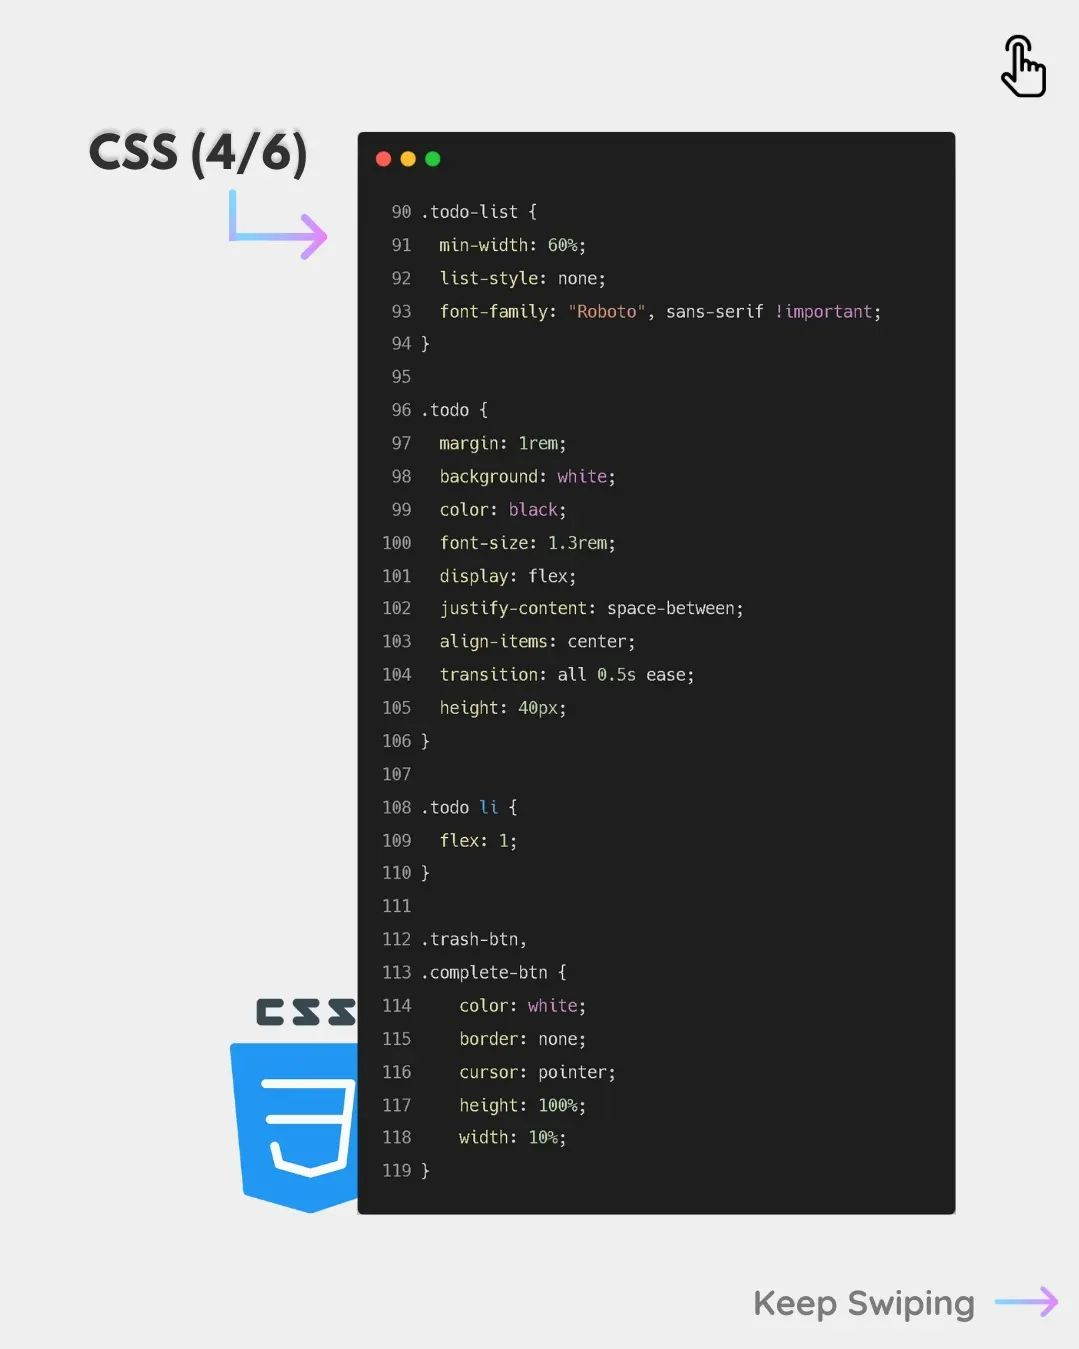 CSS (4/6)
90 .todo-list {
91   min-width: 60%;
92   list-style: none;
93   font-family: "Roboto", sans-serif !important;
94 }
95
96 .todo {
97   margin: 1rem;
98   background: white;
99   color: black;
100   font-size: 1.3rem;
101   display: flex;
102   justify-content: space-between;
103   align-items: center;
104   transition: all 0.5s ease;
105   height: 40px;
106 }
107
108 .todo li {
109   flex: 1;
110 }
111
112 .trash-btn,
113 .complete-btn {
114     color: white;
115     border: none;
116     cursor: pointer;
117     height: 100%;
118     width: 10%;
119 }
CSS
3
Keep Swiping